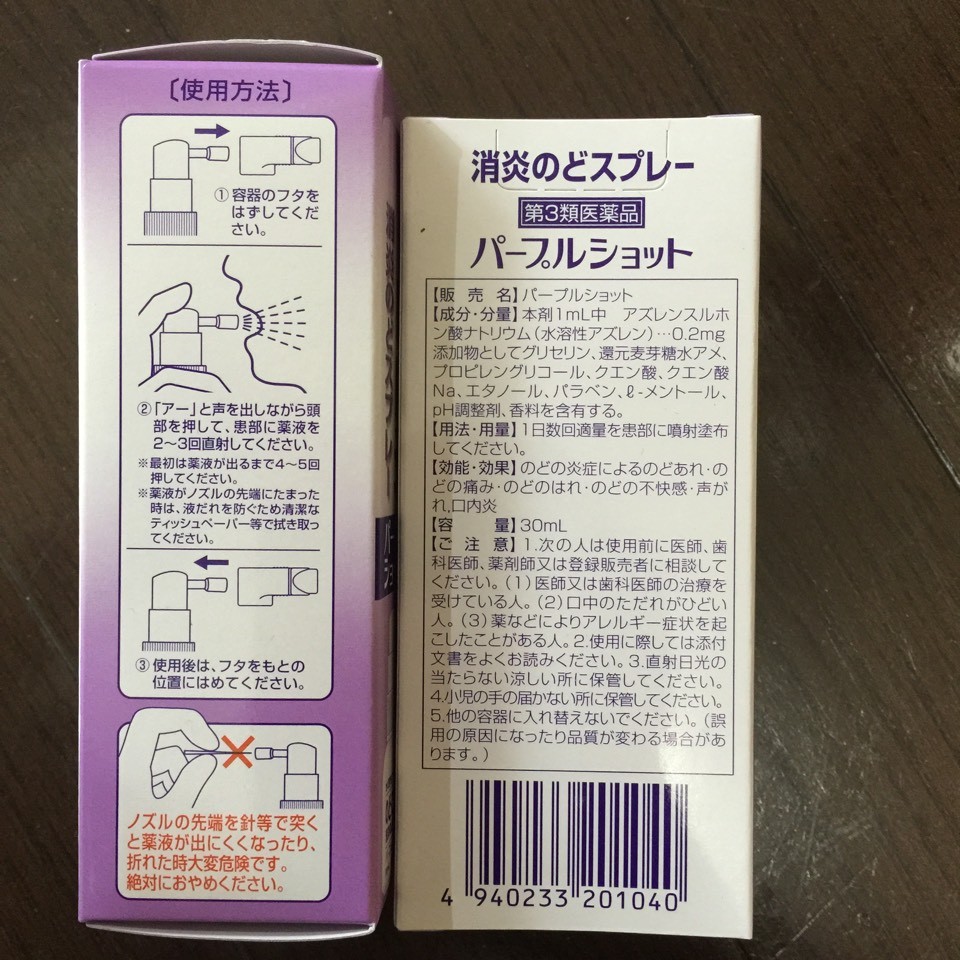 〔使用方法〕
①容器のフタを
はずしてくだ
さい。
②「アー」と声を出しながら頭
部を押して、患部に薬液を
2〜3回直射してください。
※最初は薬液が出るまで4〜5回
押してください。
※薬液がノズルの先端にたまった
時は、液だれを防ぐため清潔な
ティッシュペーパー等で拭き取っ
てください。
③使用後は、フタをもとの
位置にはめてください。
ノズルの先端を針等で突く
と薬液が出にくくなったり、
折れた時大変危険です。
絶対におやめください。
消炎のどスプレー
第3類医薬品
パープルショット
【販売名】パープルショット
【成分・分量】本剤1mL中 アズレンスルホ
ン酸ナトリウム(水溶性アズレン)…0.2mg
添加物としてグリセリン、還元麦芽糖水アメ、
プロピレングリコール、クエン酸、クエン酸
Na、エタノール、パラベン、ℓ-メントール、
pH調整剤、香料を含有する。
【用法・用量】1日数回適量を患部に噴射塗布
してください。
【効能・効果】のどの炎症によるのどあれ・の
どの痛み・のどのはれ・のどの不快感・声が
れ,口内炎
【容量】30mL
【ご注意】1.次の人は使用前に医師、歯
科医師、薬剤師又は登録販売者に相談して
ください。(1)医師又は歯科医師の治療を
受けている人。(2)口中のただれがひどい
人。(3)薬などによりアレルギー症状を起
こしたことがある人。2.使用に際しては添付
文書をよくお読みください。3.直射日光の
当たらない涼しい所に保管してください。
4.小児の手の届かない所に保管してください。
5.他の容器に入れ替えないでください。(誤
用の原因になったり品質が変わる場合があ
ります。)
4 940233 201040